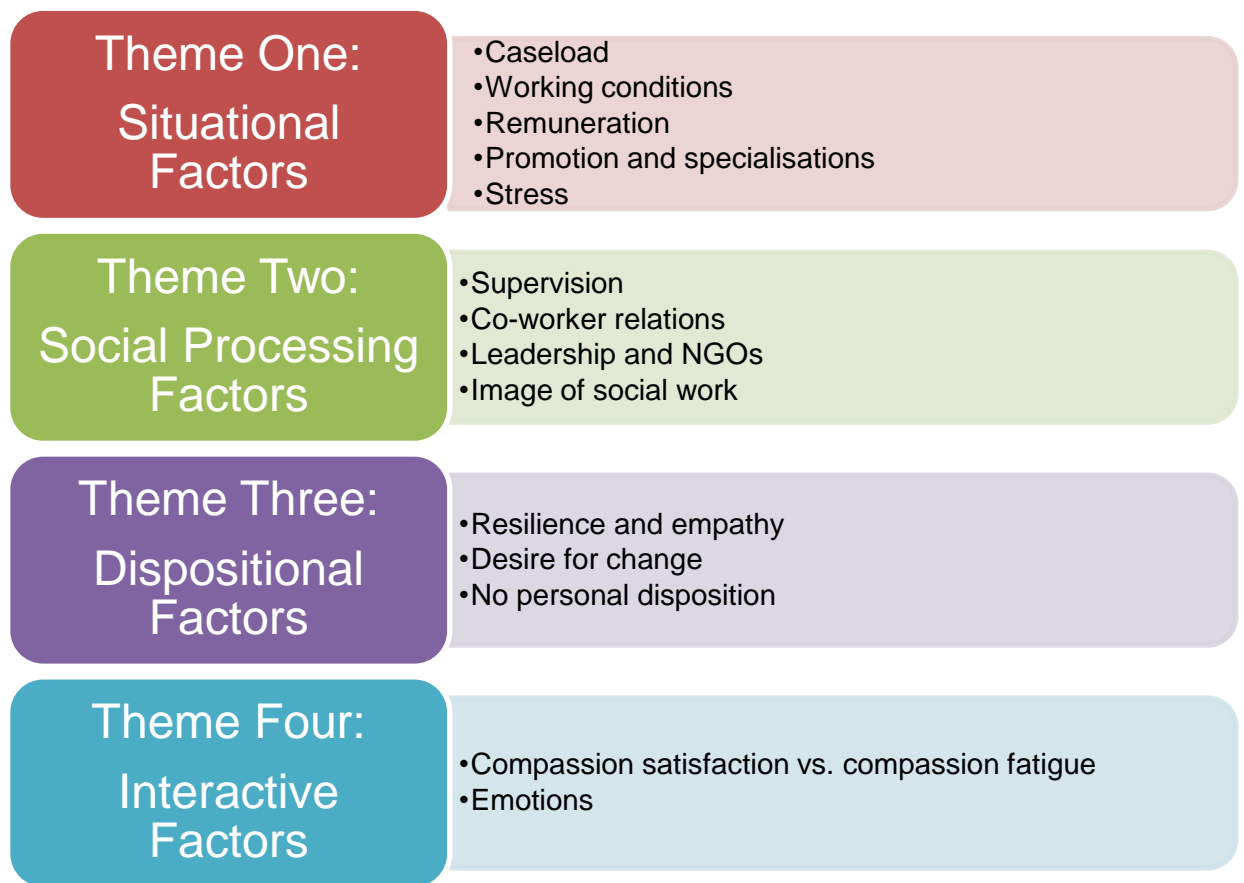 Theme One:
Situational
Factors
•Caseload
•Working conditions
•Remuneration
•Promotion and specialisations
•Stress
Theme Two:
Social Processing
Factors
•Supervision
•Co-worker relations
•Leadership and NGOs
•Image of social work
Theme Three:
Dispositional
Factors
•Resilience and empathy
•Desire for change
•No personal disposition
Theme Four:
Interactive
Factors
•Compassion satisfaction vs. compassion fatigue
•Emotions